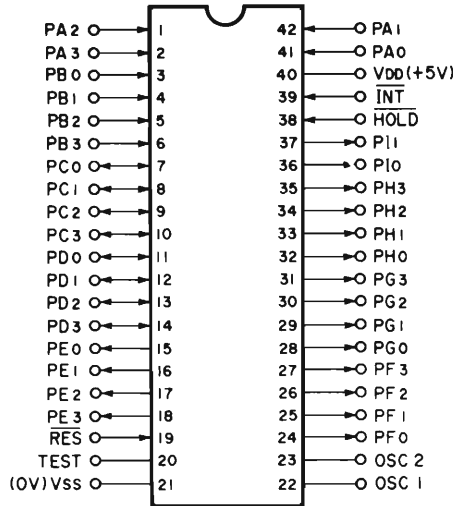 PA2 1 42 PA1
PA3 2 41 PA0
PB0 3 40 VDD(+5V)
PB1 4 39 INT
PB2 5 38 HOLD
PB3 6 37 PI1
PC0 7 36 PI0
PC1 8 35 PH3
PC2 9 34 PH2
PC3 10 33 PH1
PD0 11 32 PH0
PD1 12 31 PG3
PD2 13 30 PG2
PD3 14 29 PG1
PE0 15 28 PG0
PE1 16 27 PF3
PE2 17 26 PF2
PE3 18 25 PF1
RES 19 24 PF0
TEST 20 23 OSC 2
(0V)VSS 21 22 OSC 1